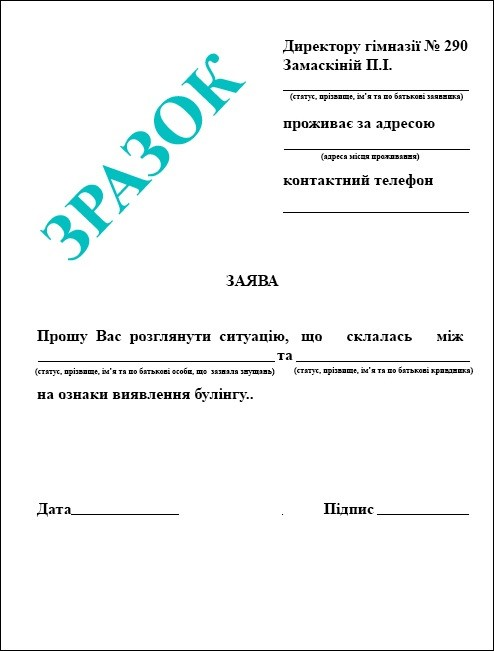 ЗРАЗОК
Директору гімназії № 290
Замаскіній П.І.
(статус, прізвище, ім'я та по батькові заявника)
проживає за адресою
(адреса місця проживання)
контактний телефон
ЗАЯВА
Прошу Вас розглянути ситуацію, що склалась між
та
(статус, прізвище, ім'я та по батькові особи, що зазнала знущань) (статус, прізвище, ім'я та по батькові кривдника)
на ознаки виявлення булінгу..
Дата Підпис